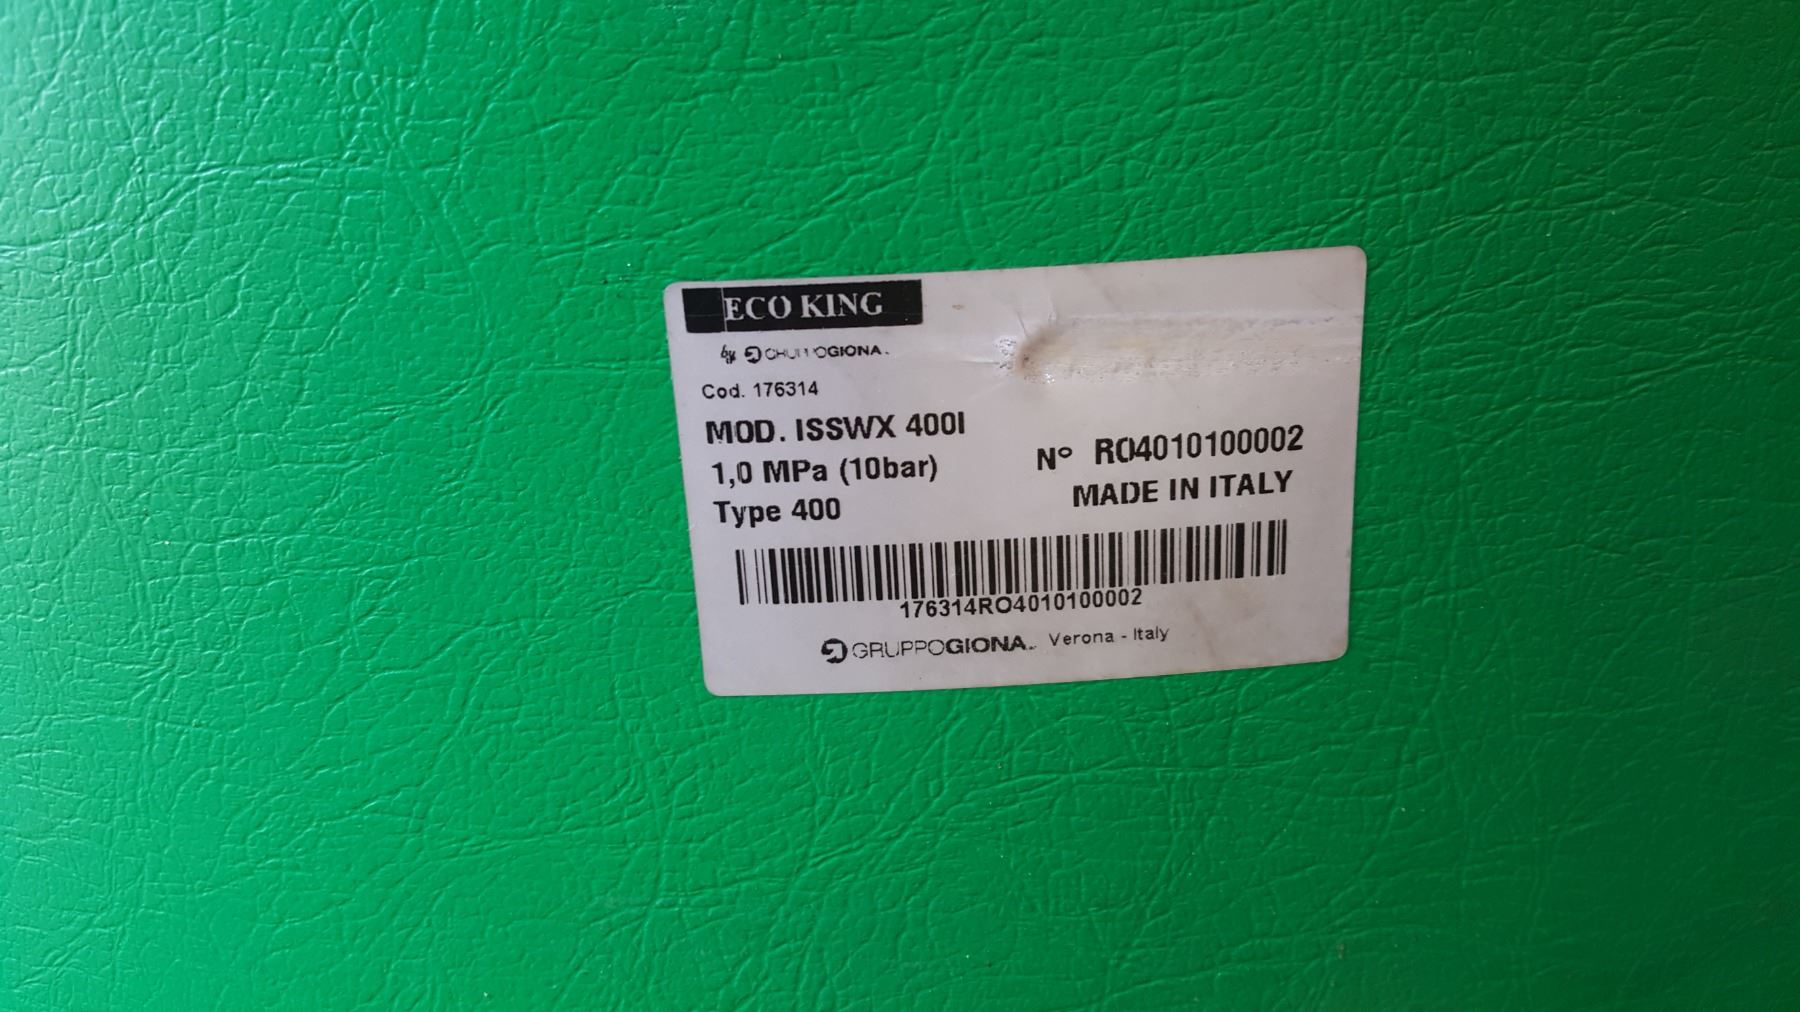 ECO KING
by GRUPPOGIONA.
Cod. 176314
MOD. ISSWX 400l
1,0 MPa (10bar)
Type 400
N° RO4010100002
MADE IN ITALY
176314RO4010100002
GRUPPOGIONA. Verona - Italy